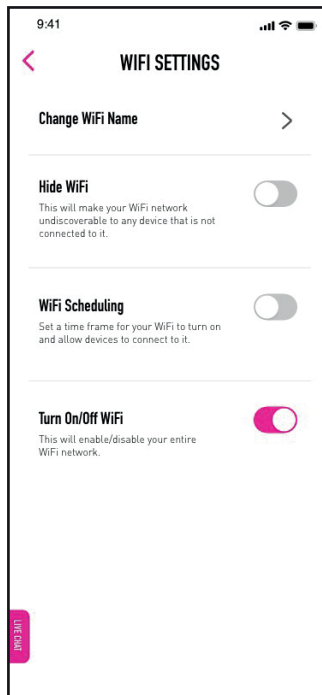 9:41
WIFI SETTINGS
Change WiFi Name
Hide WiFi
This will make your WiFi network
undiscoverable to any device that is not
connected to it.
WiFi Scheduling
Set a time frame for your WiFi to turn on
and allow devices to connect to it.
Turn On/Off WiFi
This will enable/disable your entire
WiFi network.
LIVE CHAT